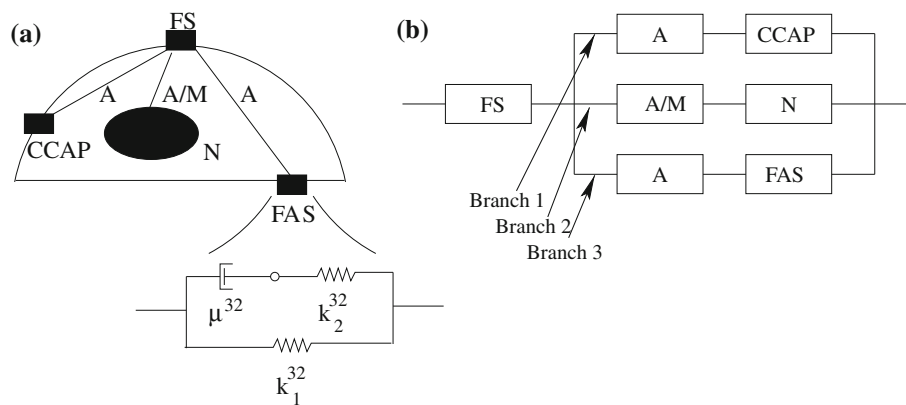 (a)
FS
A
A/M
A
CCAP
N
FAS
μ^32
k_2^32
k_1^32
(b)
FS
A
CCAP
A/M
N
A
FAS
Branch 1
Branch 2
Branch 3